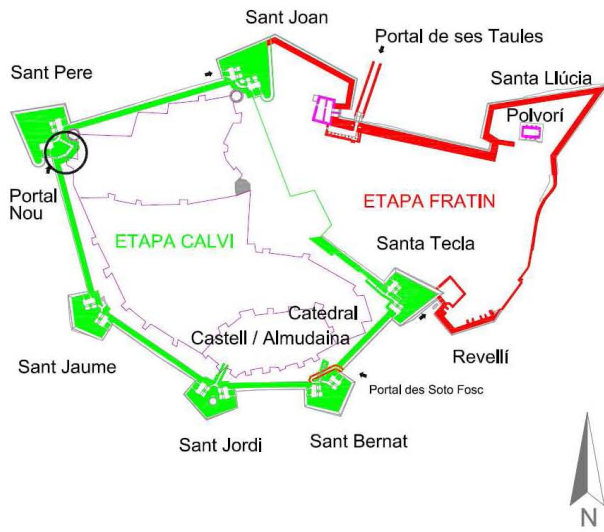 Sant Joan
Portal de ses Taules
Sant Pere
Santa Llúcia
Polvorí
Portal
Nou
ETAPA FRATIN
ETAPA CALVI
Santa Tecla
Catedral
Castell / Almudaina
Revellí
Sant Jaume
Portal des Soto Fosc
Sant Jordi
Sant Bernat
N